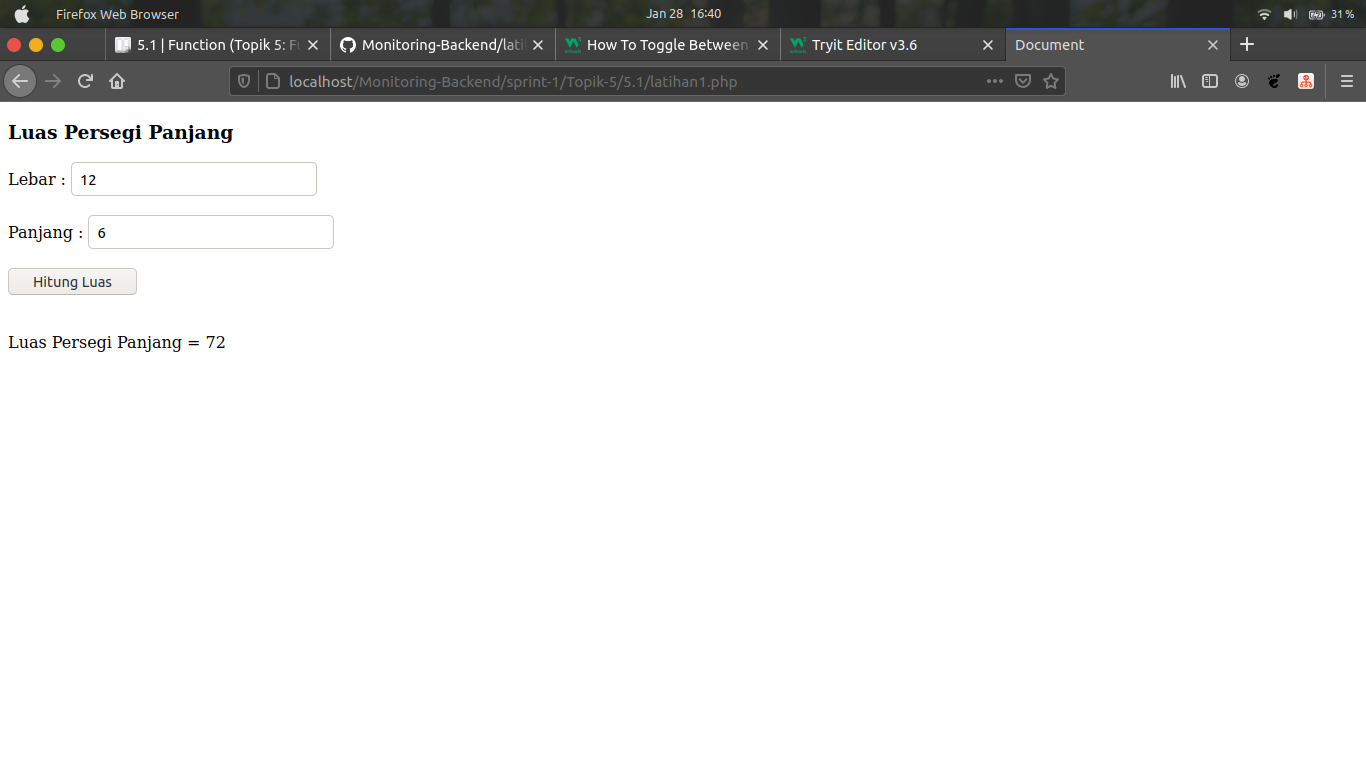 Firefox Web Browser
Jan 28 16:40
31 %
5.1 | Function (Topik 5: Fu
Monitoring-Backend/lati
How To Toggle Between
Tryit Editor v3.6
Document
localhost/Monitoring-Backend/sprint-1/Topik-5/5.1/latihan1.php
Luas Persegi Panjang
Lebar : 12
Panjang : 6
Hitung Luas
Luas Persegi Panjang = 72